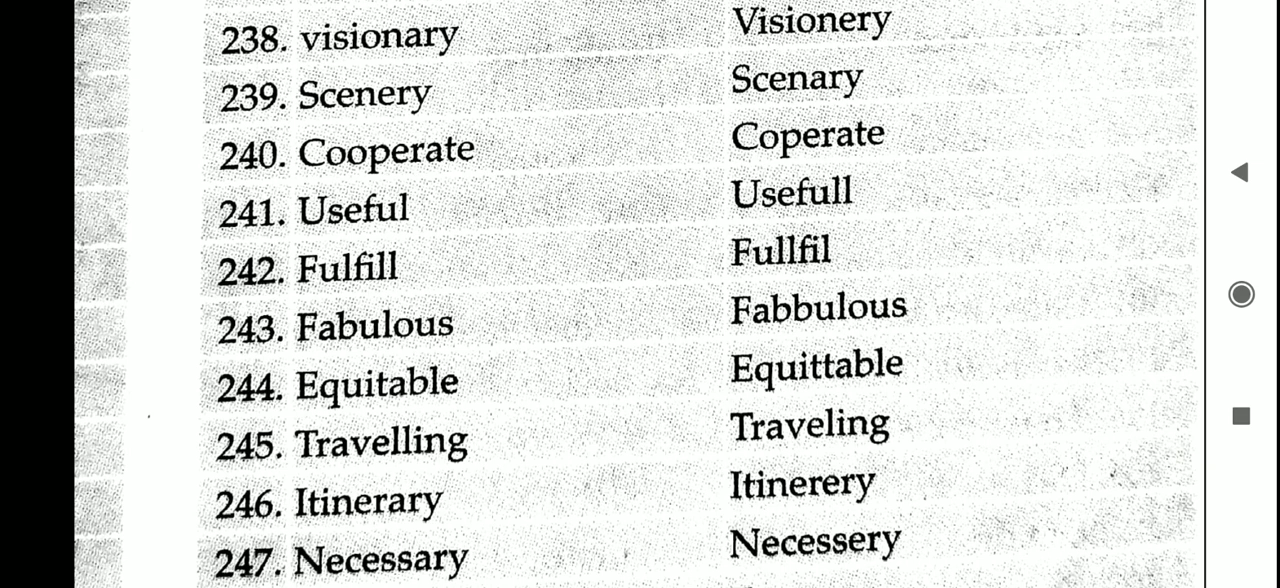 238. visionary Visionery
239. Scenery Scenary
240. Cooperate Coperate
241. Useful Usefull
242. Fulfill Fullfil
243. Fabulous Fabbulous
244. Equitable Equittable
245. Travelling Traveling
246. Itinerary Itinerery
247. Necessary Necessery